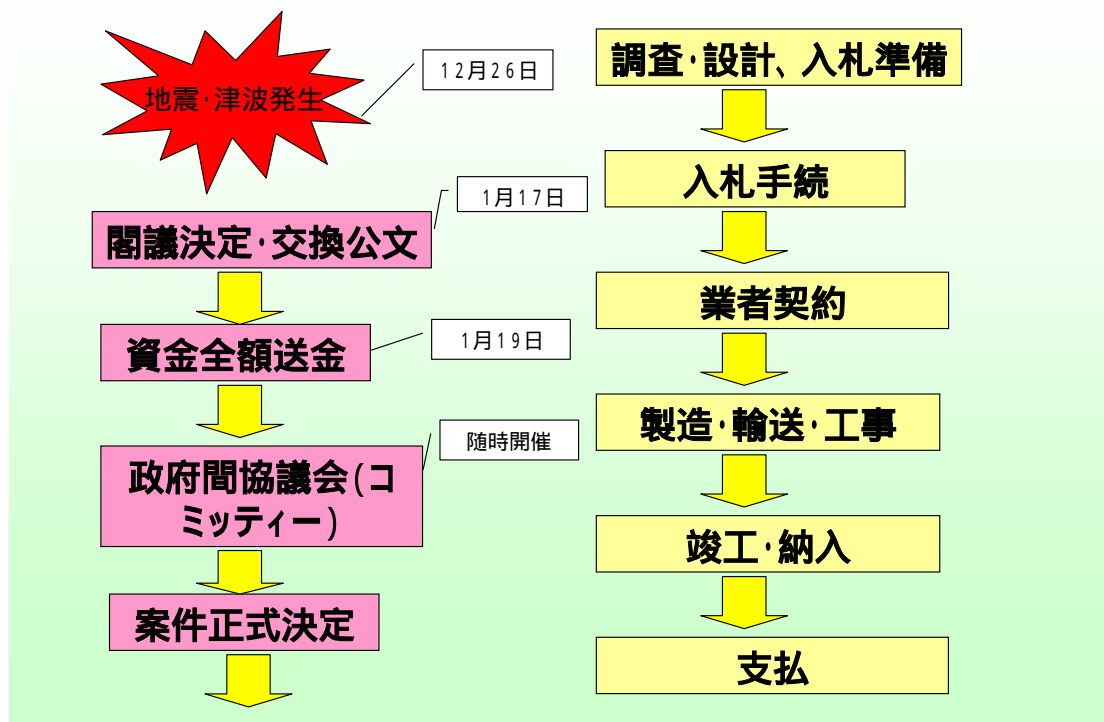 地震・津波発生
12月26日
1月17日
閣議決定・交換公文
1月19日
資金全額送金
随時開催
政府間協議会(コ
ミッティー)
案件正式決定
調査・設計、入札準備
入札手続
業者契約
製造・輸送・工事
竣工・納入
支払